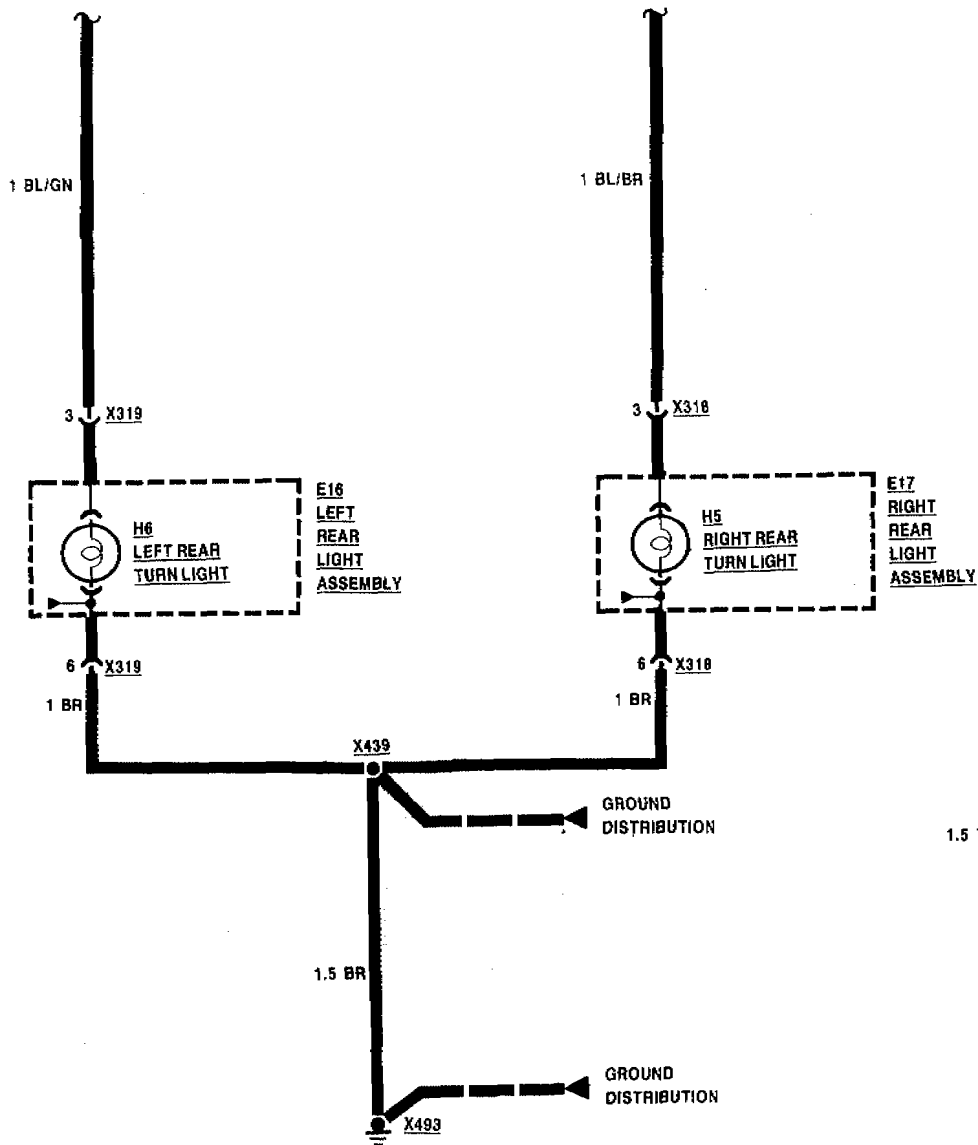 1 BL/GN
1 BL/BR
3 X319
3 X318
E16
LEFT
REAR
LIGHT
ASSEMBLY
H6
LEFT REAR
TURN LIGHT
E17
RIGHT
REAR
LIGHT
ASSEMBLY
H5
RIGHT REAR
TURN LIGHT
6 X319
6 X318
1 BR
1 BR
X439
GROUND
DISTRIBUTION
1.5
1.5 BR
GROUND
DISTRIBUTION
X493